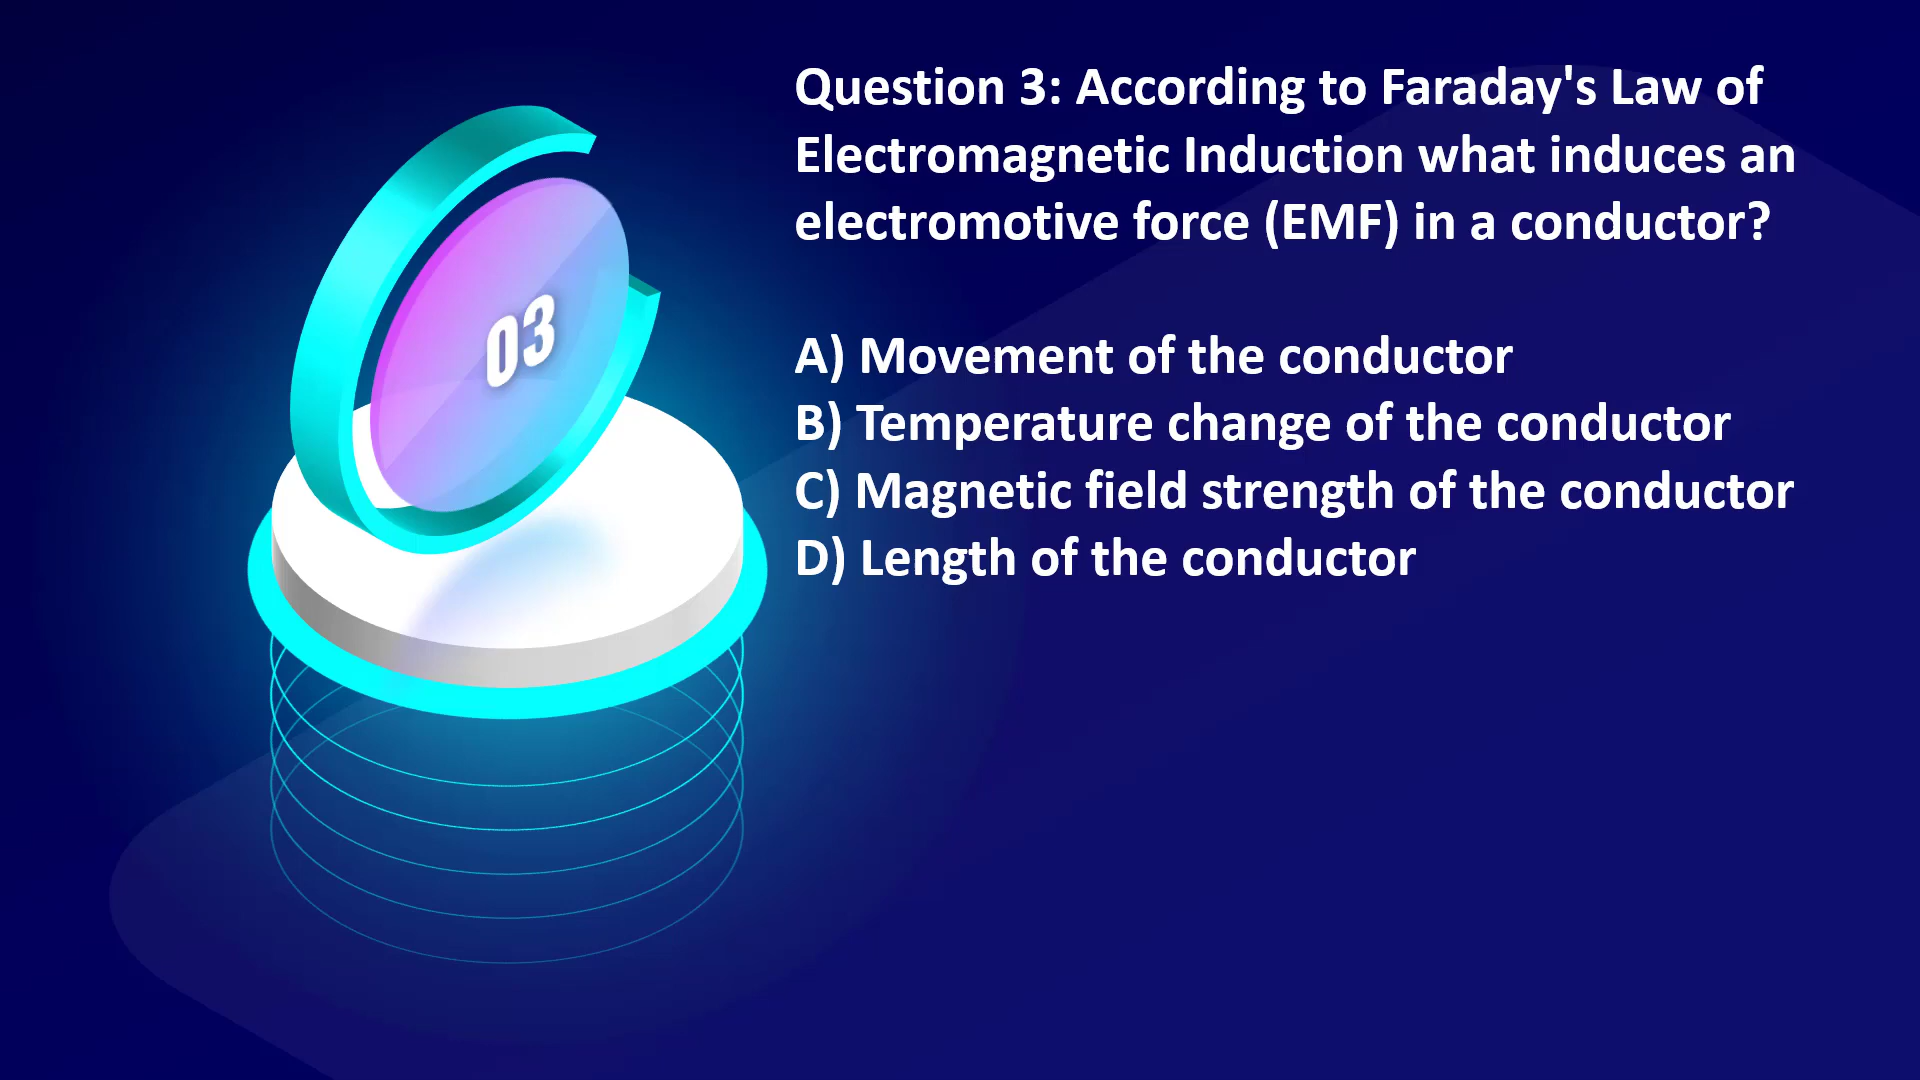 03
Question 3: According to Faraday's Law of
Electromagnetic Induction what induces an
electromotive force (EMF) in a conductor?
A) Movement of the conductor
B) Temperature change of the conductor
C) Magnetic field strength of the conductor
D) Length of the conductor